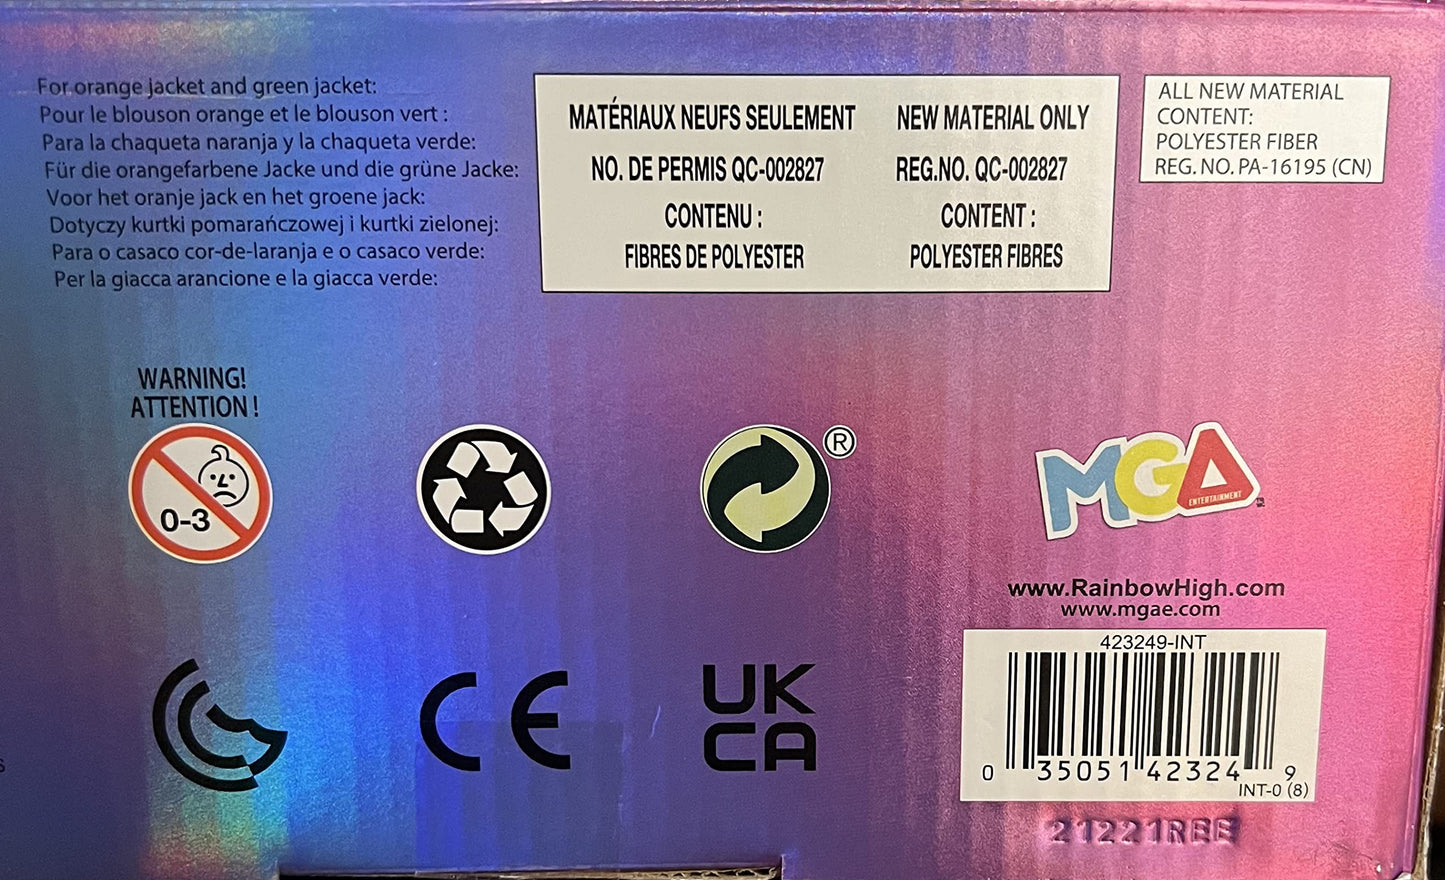 For orange jacket and green jacket:
Pour le blouson orange et le blouson vert :
Para la chaqueta naranja y la chaqueta verde:
Für die orangefarbene Jacke und die grüne Jacke:
Voor het oranje jack en het groene jack:
Dotyczy kurtki pomarańczowej i kurtki zielonej:
Para o casaco cor-de-laranja e o casaco verde:
Per la giacca arancione e la giacca verde:
MATÉRIAUX NEUFS SEULEMENT
NO. DE PERMIS QC-002827
CONTENU :
FIBRES DE POLYESTER
NEW MATERIAL ONLY
REG.NO. QC-002827
CONTENT :
POLYESTER FIBRES
ALL NEW MATERIAL
CONTENT:
POLYESTER FIBER
REG. NO. PA-16195 (CN)
WARNING!
ATTENTION !
0-3
®
MGA
ENTERTAINMENT
www.RainbowHigh.com
www.mgae.com
CE
UK
CA
423249-INT
0 35051 42324 9
INT-0 (8)
21221REE